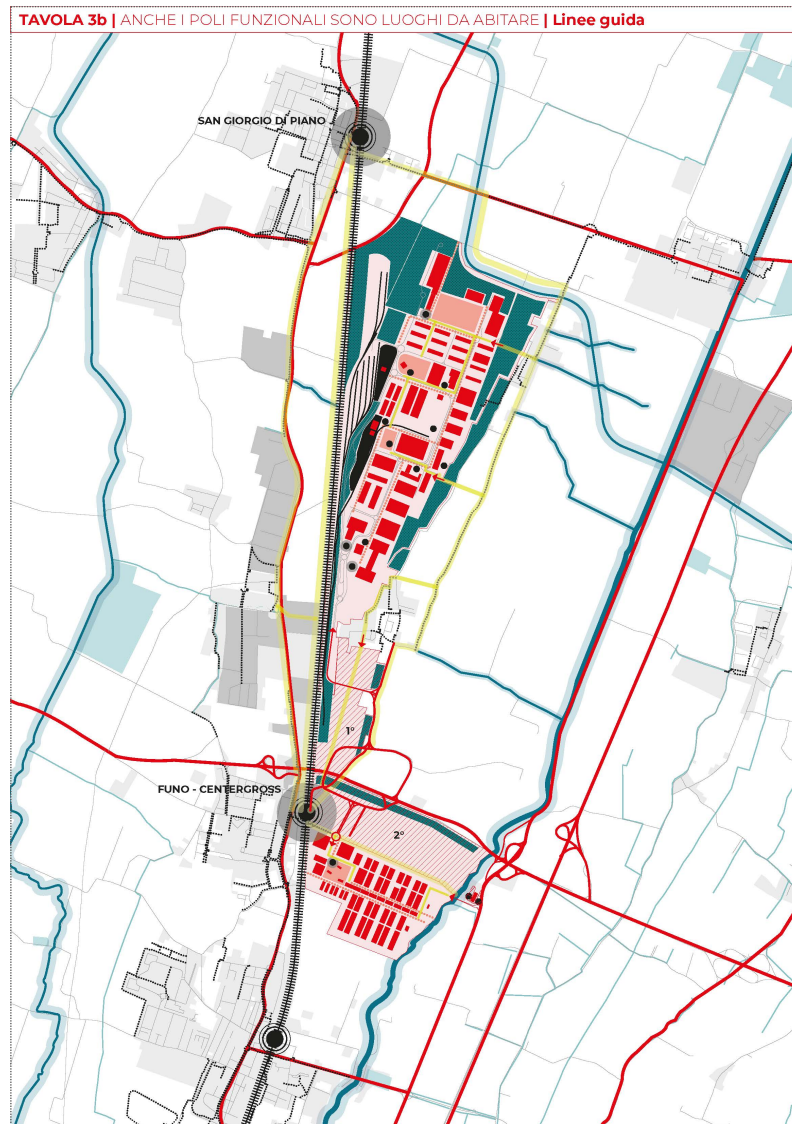 TAVOLA 3b | ANCHE I POLI FUNZIONALI SONO LUOGHI DA ABITARE | Linee guida
SAN GIORGIO DI PIANO
1°
FUNO - CENTERGROSS
2°